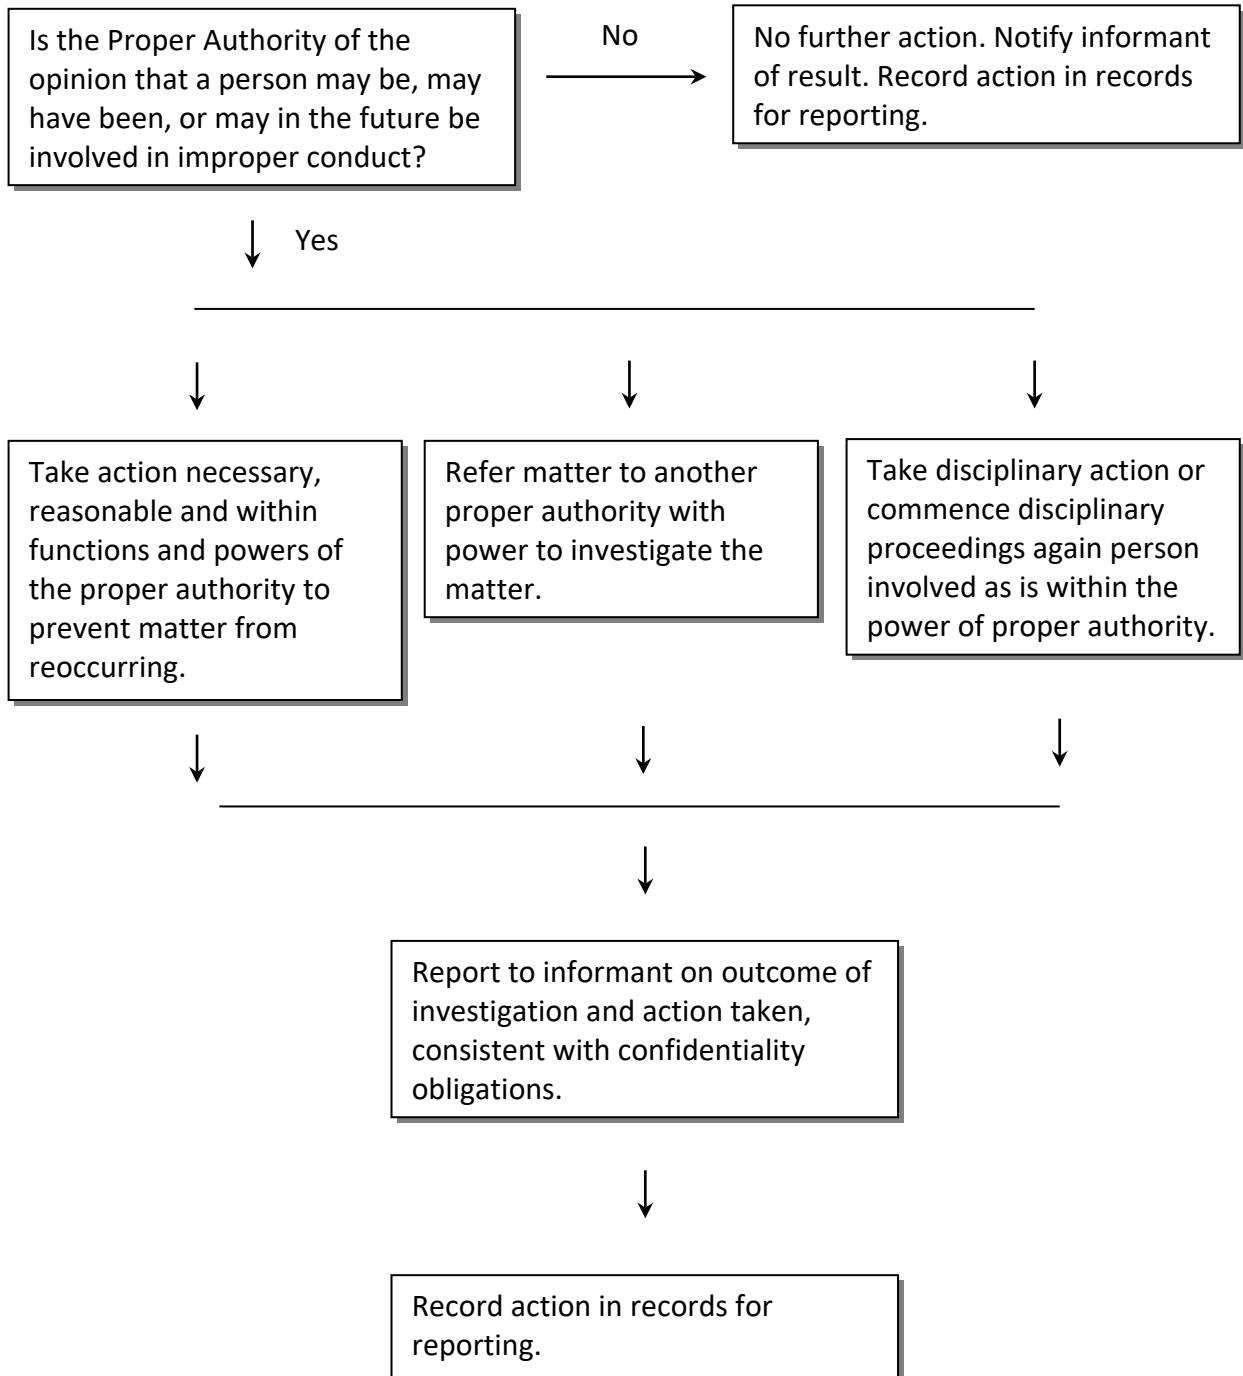 Is the Proper Authority of the
opinion that a person may be, may
have been, or may in the future be
involved in improper conduct?
No
No further action. Notify informant
of result. Record action in records
for reporting.
Yes
Take action necessary,
reasonable and within
functions and powers of
the proper authority to
prevent matter from
reoccurring.
Refer matter to another
proper authority with
power to investigate the
matter.
Take disciplinary action or
commence disciplinary
proceedings again person
involved as is within the
power of proper authority.
Report to informant on outcome of
investigation and action taken,
consistent with confidentiality
obligations.
Record action in records for
reporting.